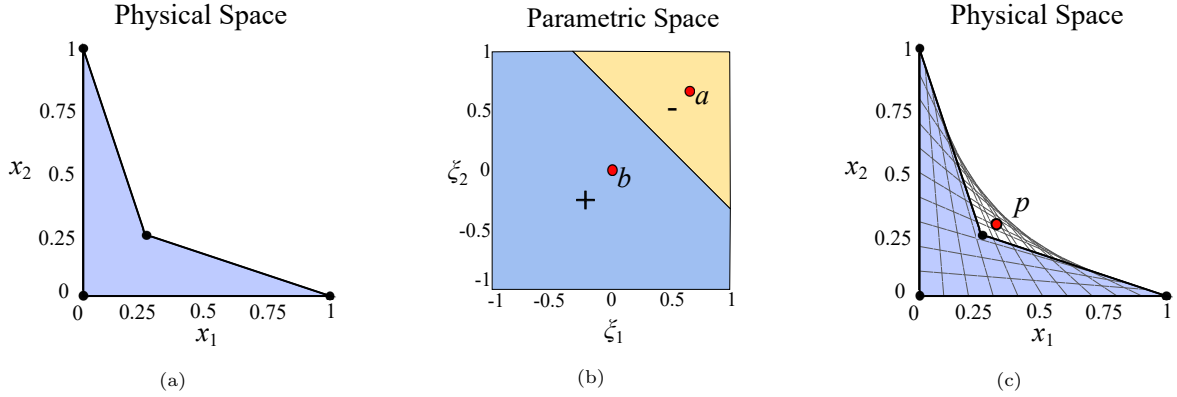 Physical Space
1
0.75
x2
0.5
0.25
0
0 0.25 0.5 0.75 1
x1
(a)
Parametric Space
1
0.5
a
-
ξ2
0
b
+
-0.5
-1
-1 -0.5 0 0.5 1
ξ1
(b)
Physical Space
1
0.75
x2
0.5
p
0.25
0
0 0.25 0.5 0.75 1
x1
(c)